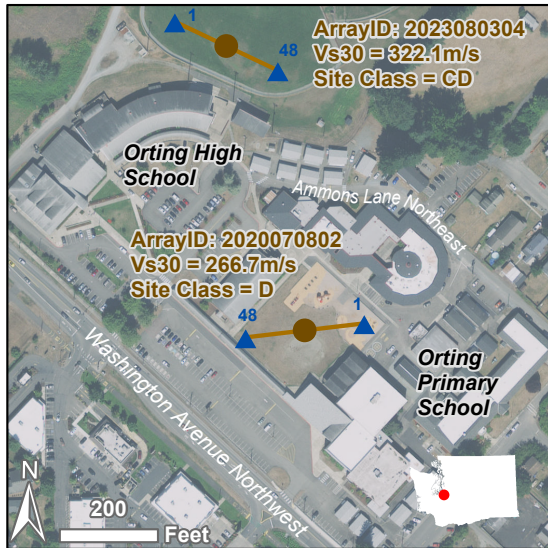 1
48
ArrayID: 2023080304
Vs30 = 322.1m/s
Site Class = CD
Orting High
School
Ammons Lane Northeast
ArrayID: 2020070802
Vs30 = 266.7m/s
Site Class = D
48
1
Washington Avenue Northwest
Orting
Primary
School
N
200
Feet